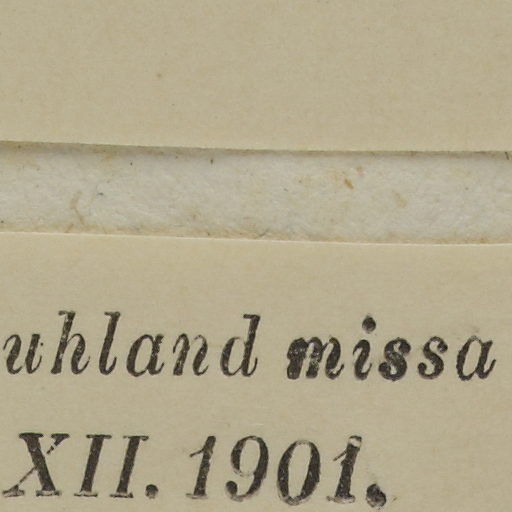 uhland missa
XII. 1901.